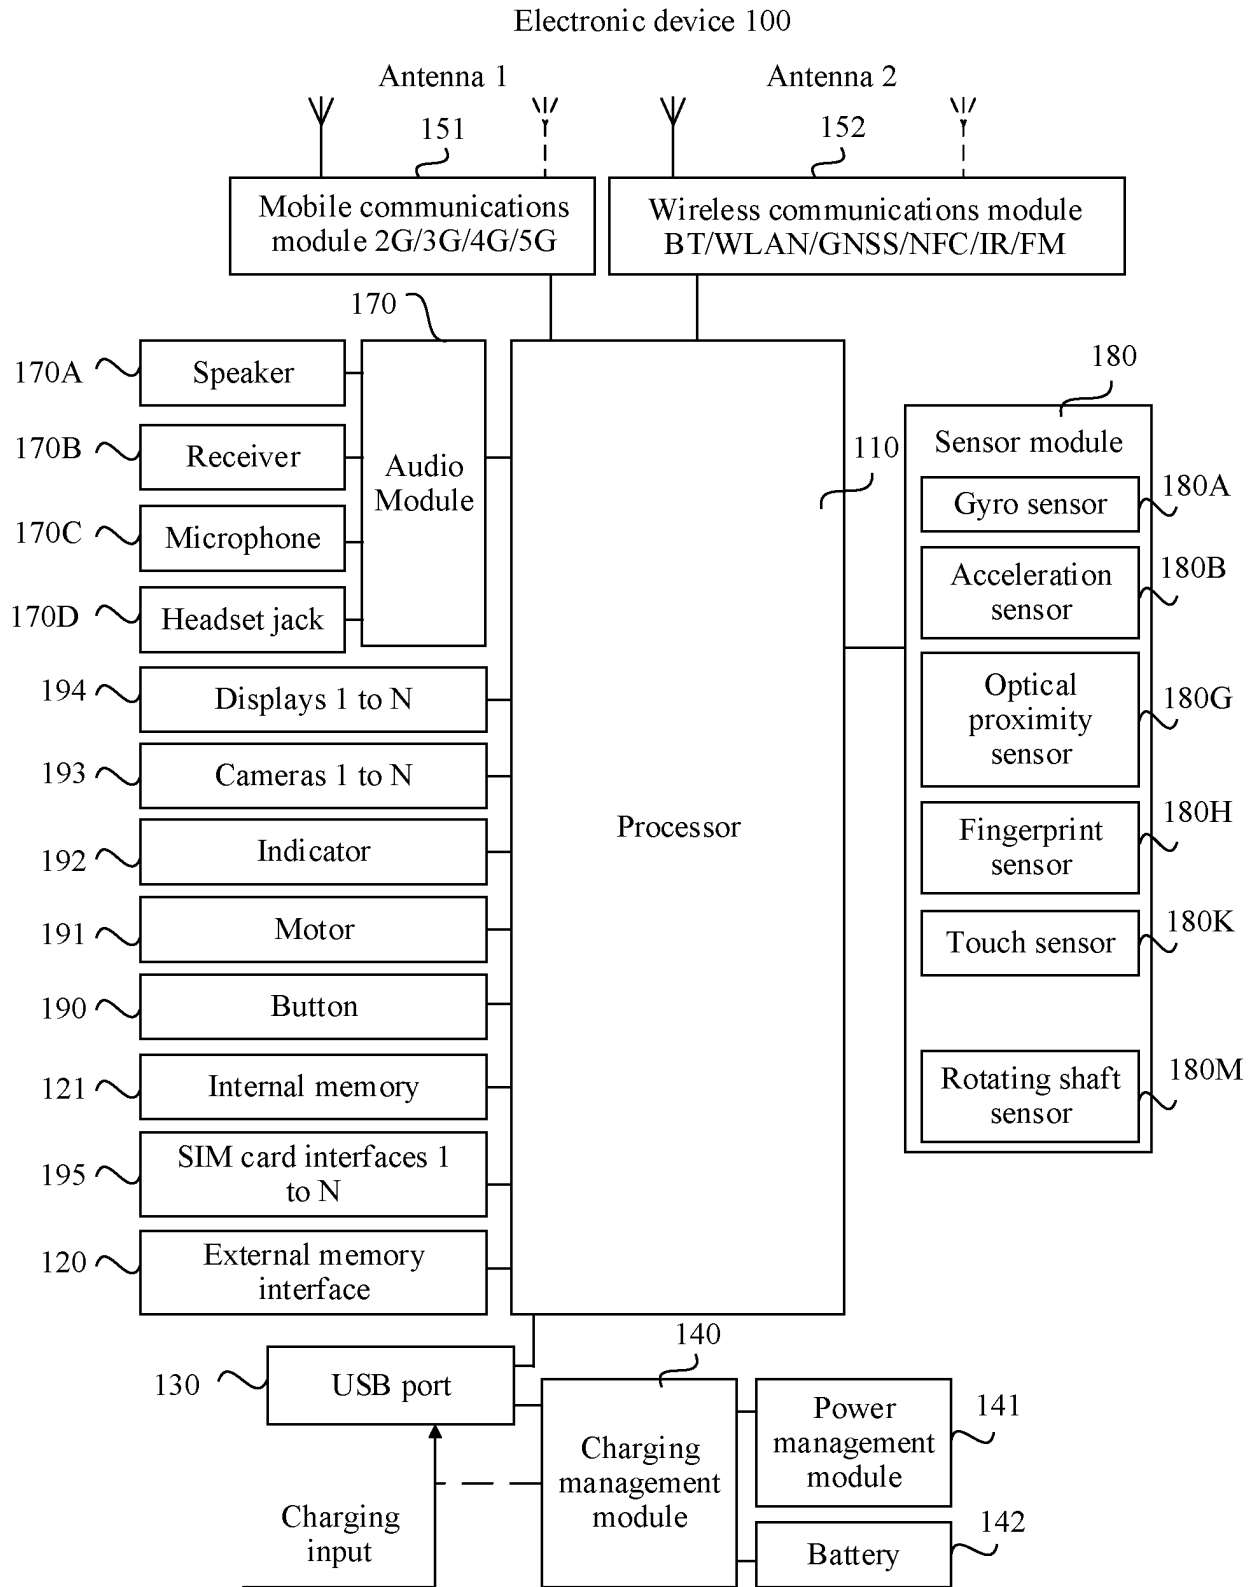 Electronic device 100
Antenna 1
Antenna 2
151
152
Mobile communications
module 2G/3G/4G/5G
Wireless communications module
BT/WLAN/GNSS/NFC/IR/FM
170
170A
Speaker
170B
Receiver
170C
Microphone
170D
Headset jack
Audio
Module
194
Displays 1 to N
193
Cameras 1 to N
192
Indicator
191
Motor
190
Button
121
Internal memory
195
SIM card interfaces 1
to N
120
External memory
interface
Processor
110
180
Sensor module
Gyro sensor
180A
Acceleration
sensor
180B
Optical
proximity
sensor
180G
Fingerprint
sensor
180H
Touch sensor
180K
Rotating shaft
sensor
180M
130
USB port
140
Charging
management
module
Power
management
module
141
Battery
142
Charging
input